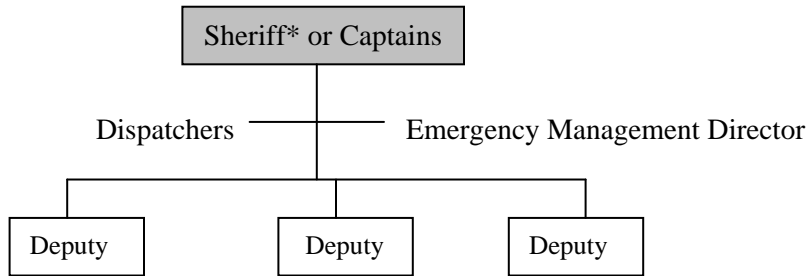 Sheriff* or Captains
Dispatchers
Emergency Management Director
Deputy
Deputy
Deputy